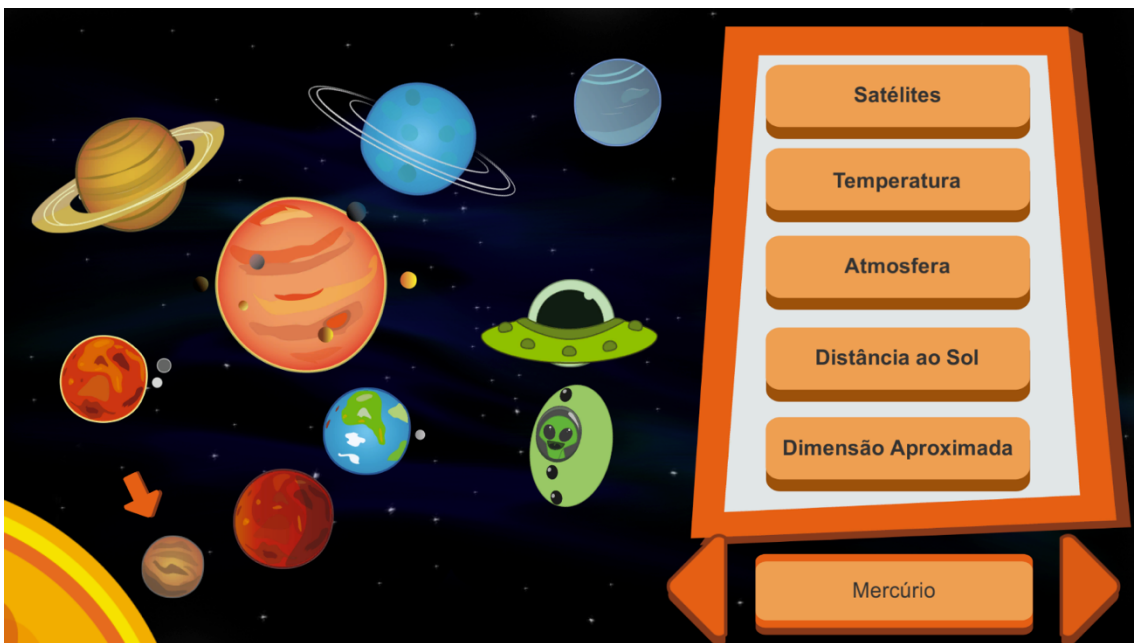 Satélites
Temperatura
Atmosfera
Distância ao Sol
Dimensão Aproximada
Mercúrio